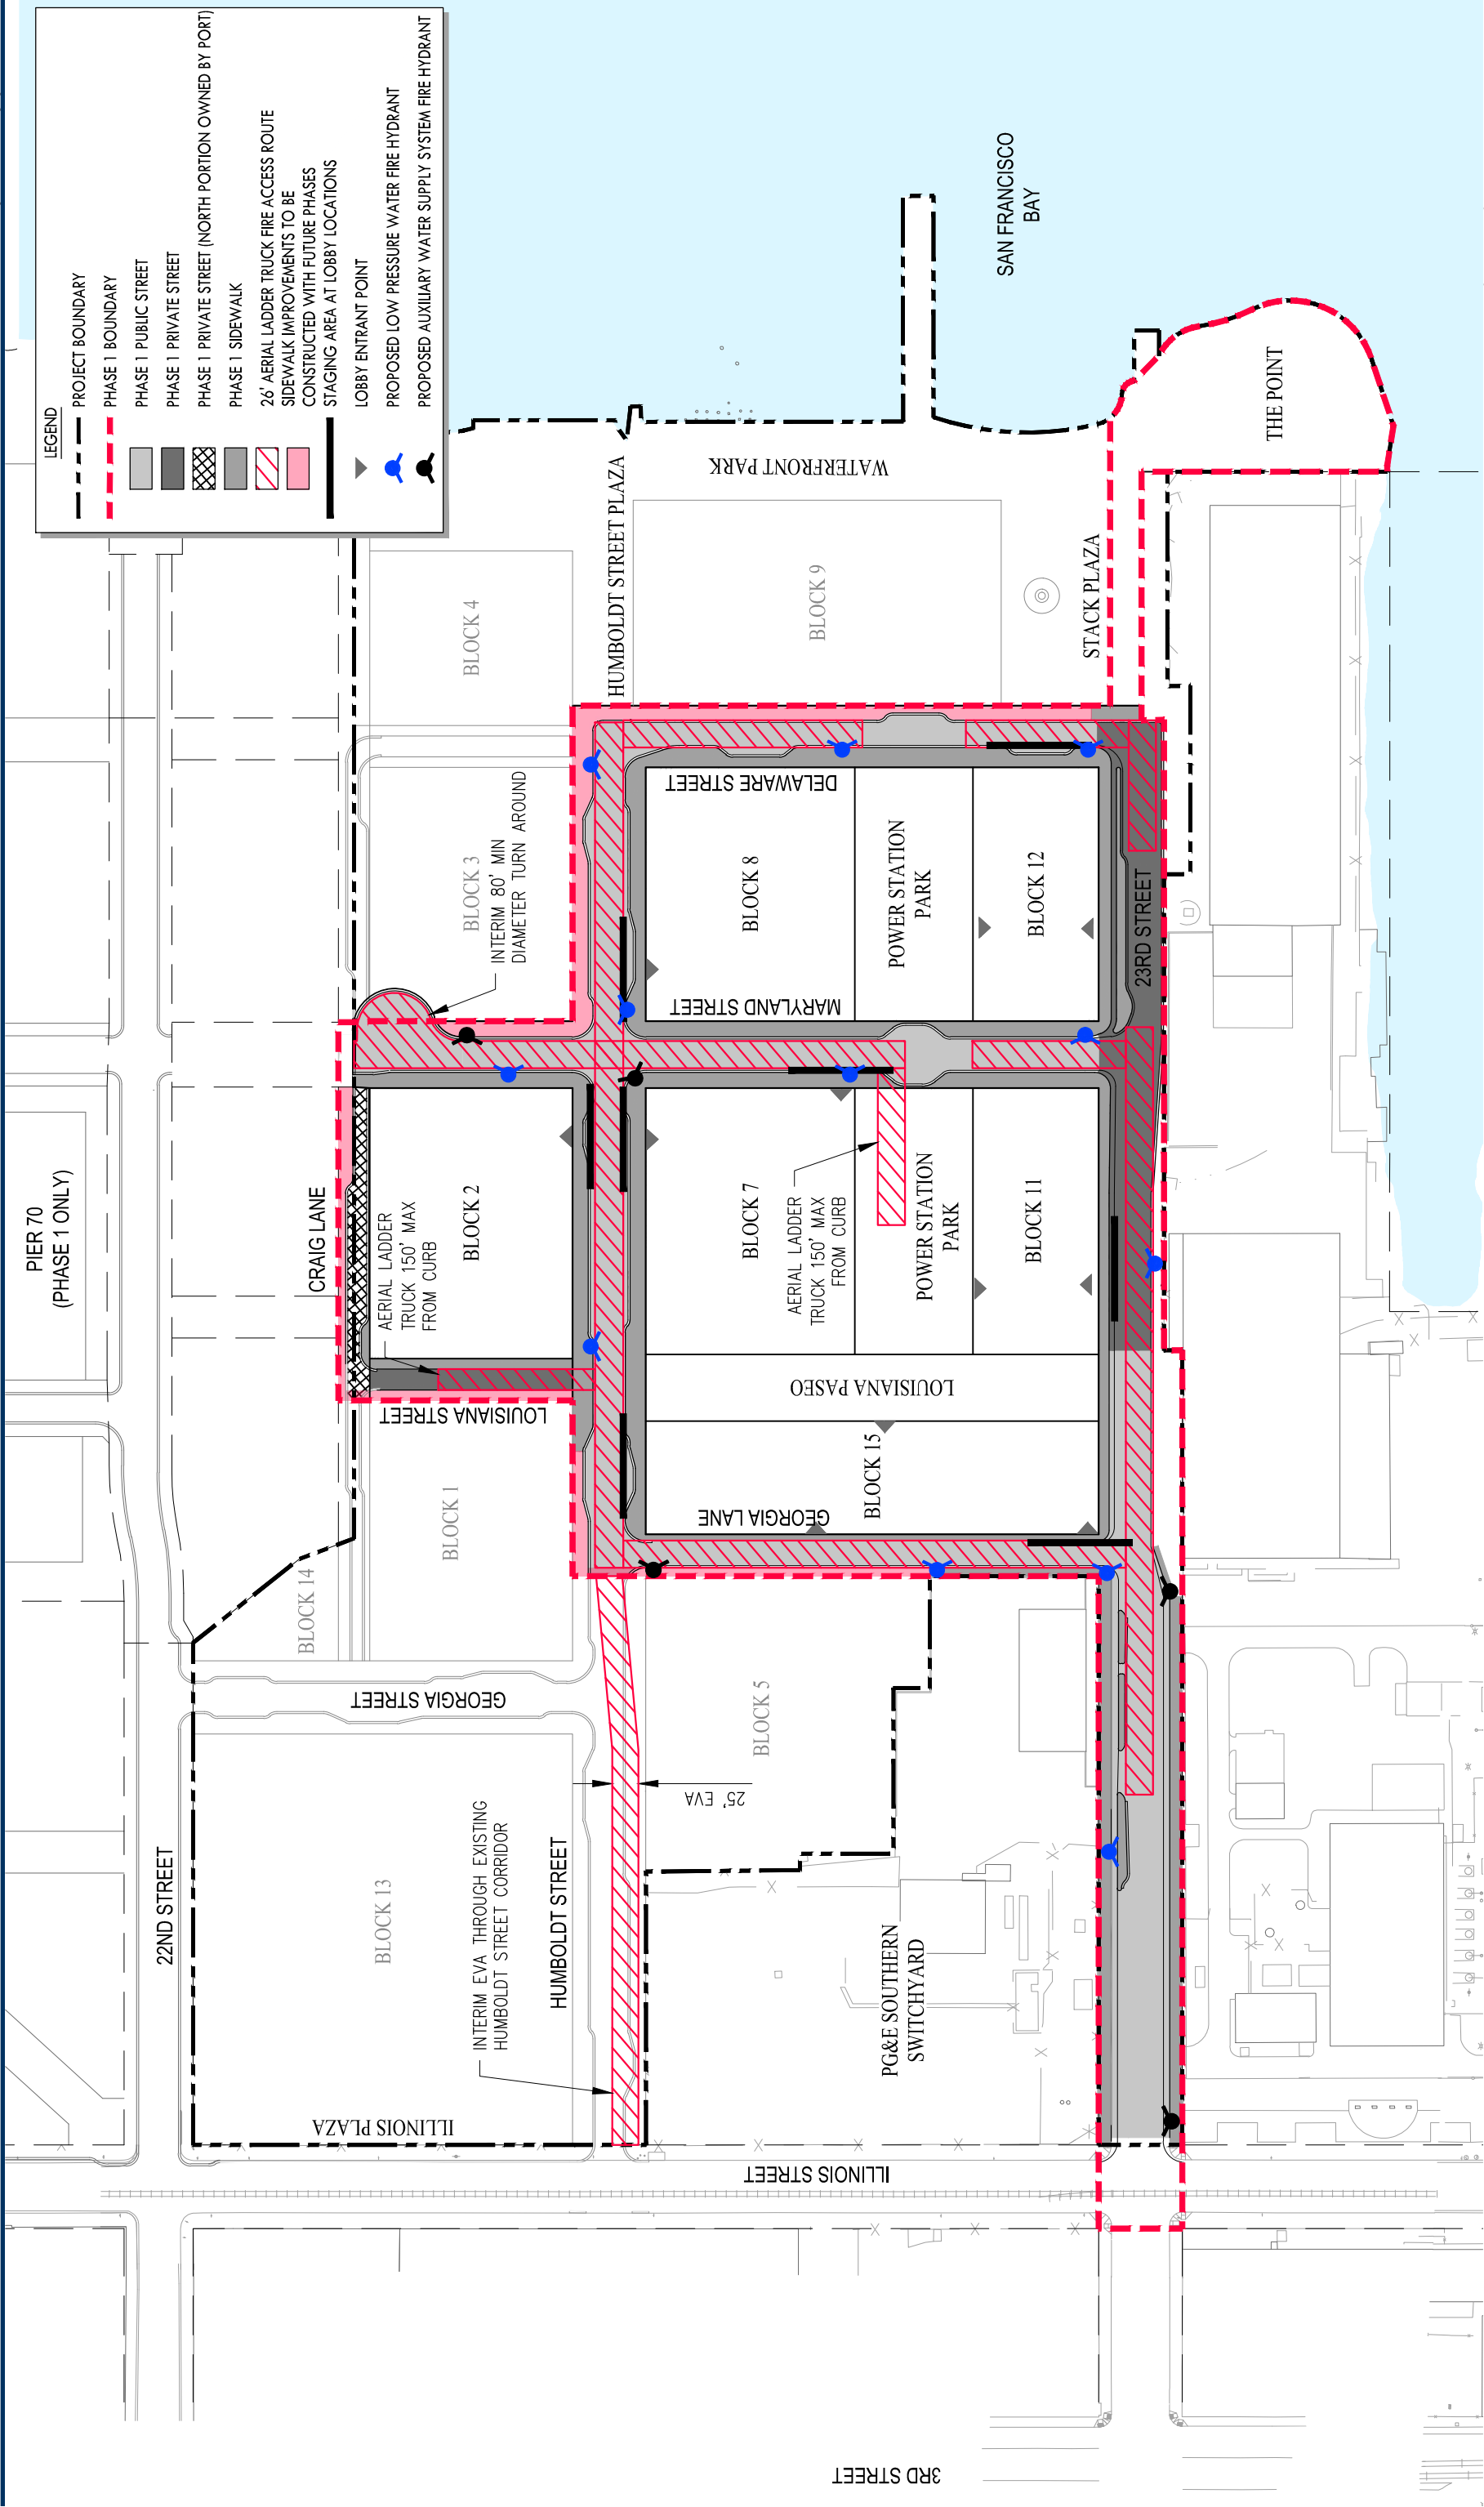 LEGEND
PROJECT BOUNDARY
PHASE 1 BOUNDARY
PHASE 1 PUBLIC STREET
PHASE 1 PRIVATE STREET
PHASE 1 PRIVATE STREET (NORTH PORTION OWNED BY PORT)
PHASE 1 SIDEWALK
26' AERIAL LADDER TRUCK FIRE ACCESS ROUTE
SIDEWALK IMPROVEMENTS TO BE
CONSTRUCTED WITH FUTURE PHASES
STAGING AREA AT LOBBY LOCATIONS
LOBBY ENTRANT POINT
PROPOSED LOW PRESSURE WATER FIRE HYDRANT
PROPOSED AUXILIARY WATER SUPPLY SYSTEM FIRE HYDRANT
PIER 70
(PHASE 1 ONLY)
22ND STREET
BLOCK 13
ILLINOIS PLAZA
INTERIM EVA THROUGH EXISTING
HUMBOLDT STREET CORRIDOR
HUMBOLDT STREET
GEORGIA STREET
BLOCK 14
BLOCK 1
LOUISIANA STREET
CRAIG LANE
AERIAL LADDER
TRUCK 150' MAX
FROM CURB
BLOCK 2
BLOCK 3
INTERIM 80' MIN
DIAMETER TURN AROUND
BLOCK 4
HUMBOLDT STREET PLAZA
WATERFRONT PARK
BLOCK 9
STACK PLAZA
SAN FRANCISCO
BAY
THE POINT
DELAWARE STREET
BLOCK 8
MARYLAND STREET
POWER STATION
PARK
BLOCK 12
23RD STREET
BLOCK 7
AERIAL LADDER
TRUCK 150' MAX
FROM CURB
POWER STATION
PARK
BLOCK 11
LOUISIANA PASEO
BLOCK 15
GEORGIA LANE
BLOCK 5
25' EVA
PG&E SOUTHERN
SWITCHYARD
ILLINOIS STREET
3RD STREET